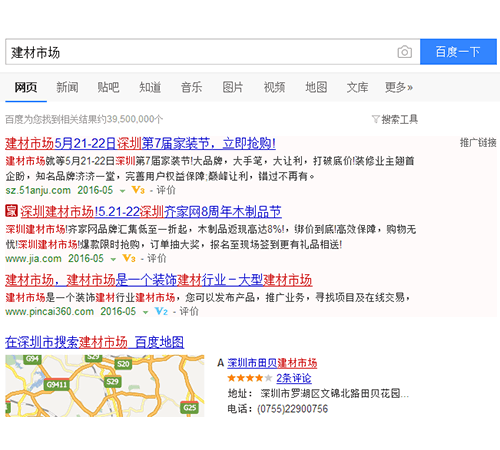 建材市场
百度一下
网页 新闻 贴吧 知道 音乐 图片 视频 地图 文库 更多»
百度为您找到相关结果约39,500,000个
搜索工具
建材市场5月21-22日深圳第7届家装节，立即抢购!
推广链接
建材市场就等5月21-22日深圳第7届家装节!大品牌，大手笔，大让利，打破底价!装修业主翘首
企盼，知名品牌济济一堂，完善用户权益保障;巅峰让利，错过不再有。
sz.51anju.com 2016-05 V3 - 评价
家 深圳建材市场!5.21-22深圳齐家网8周年木制品节
深圳建材市场!齐家网品牌汇集低至一折起，木制品返现高达8%!，绑价到底!高效保障，购物无
忧!深圳建材市场!爆款限时抢购，订单抽大奖，报名至现场签到更有礼品相送!
www.jia.com 2016-05 V3 - 评价
建材市场，建材市场是一个装饰建材行业－大型建材市场
建材市场是一个装饰建材行业建材市场，您可以发布产品，推广业务，寻找项目及在线交易，
www.pincai360.com 2016-05 V2 - 评价
在深圳市搜索建材市场_百度地图
A 深圳市田贝建材市场
2条评论
地址： 深圳市罗湖区文锦北路田贝花园...
电话：(0755)22900756
G94
S20
S29
G9411
S20
G25